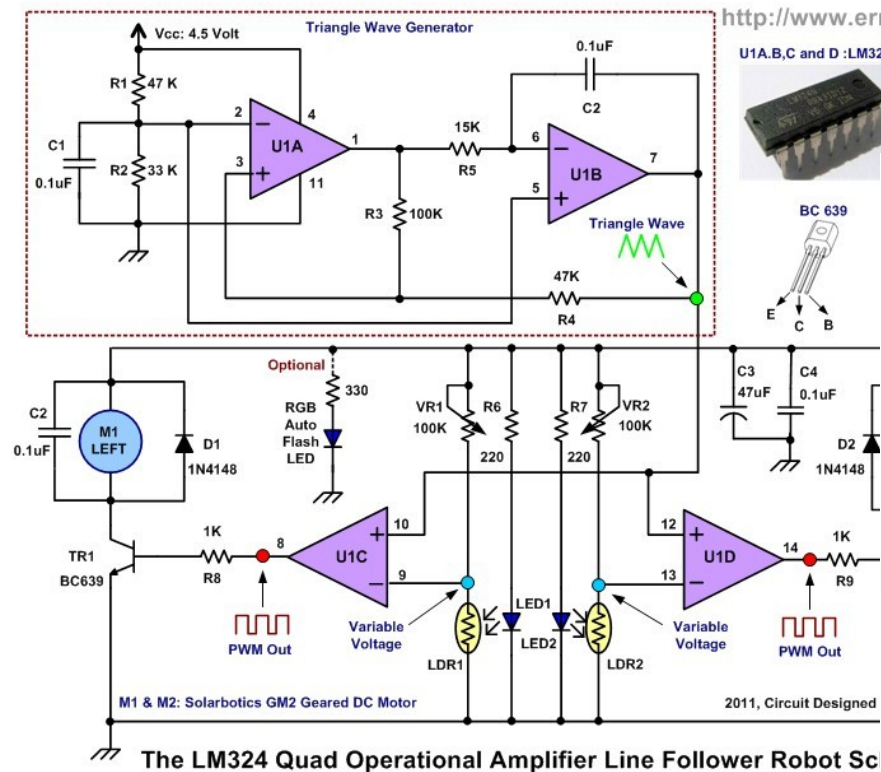 http://www.err
Triangle Wave Generator
Vcc: 4.5 Volt
U1A.B,C and D :LM32
R1
47 K
0.1uF
C2
C1
0.1uF
R2
33 K
2
3
4
11
1
U1A
15K
R5
6
5
7
U1B
R3
100K
BC 639
Triangle Wave
47K
R4
E
C
B
Optional
330
RGB
Auto
Flash
LED
C2
0.1uF
M1
LEFT
D1
1N4148
VR1
100K
R6
220
R7
220
VR2
100K
C3
47uF
C4
0.1uF
D2
1N4148
TR1
BC639
1K
R8
8
10
9
U1C
12
13
14
U1D
1K
R9
PWM Out
Variable
Voltage
LED1
LED2
LDR1
LDR2
Variable
Voltage
PWM Out
M1 & M2: Solarbotics GM2 Geared DC Motor
2011, Circuit Designed
The LM324 Quad Operational Amplifier Line Follower Robot Sc